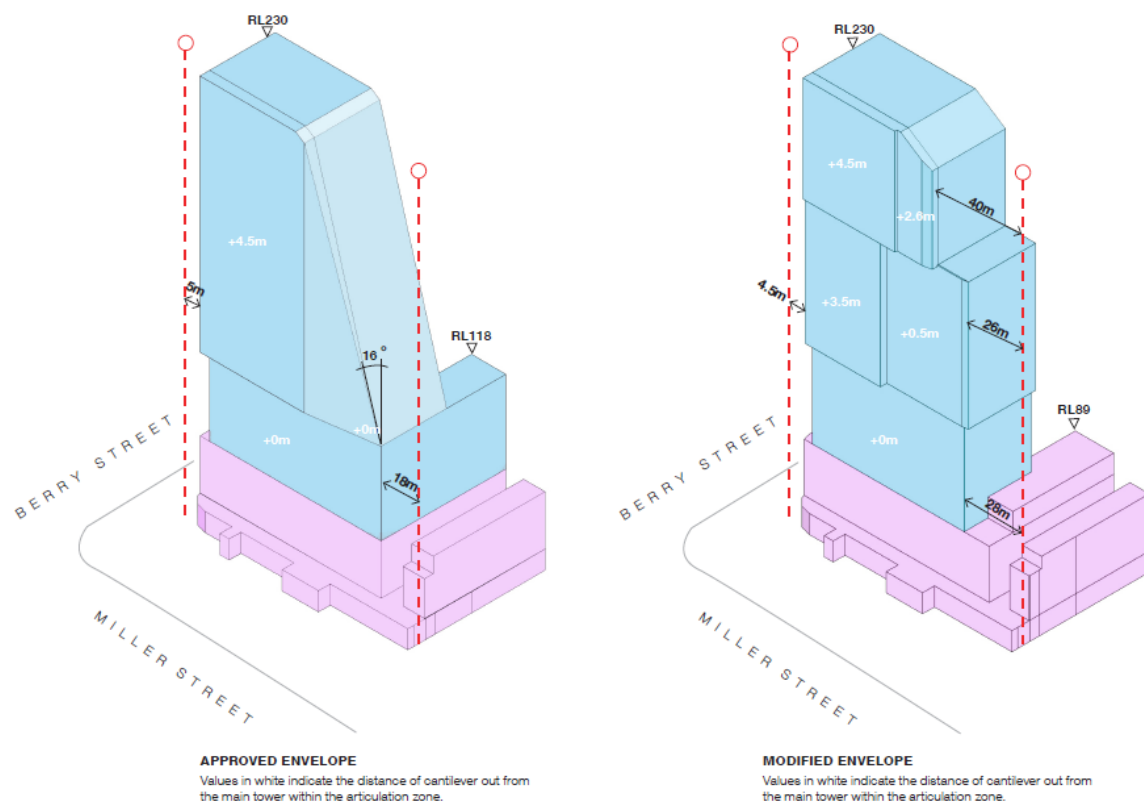 RL230
+4.5m
5m
16°
RL118
+0m
+0m
18m
BERRY STREET
MILLER STREET
APPROVED ENVELOPE
Values in white indicate the distance of cantilever out from
the main tower within the articulation zone.
RL230
+4.5m
+2.6m
40m
4.5m
+3.5m
+0.5m
26m
RL89
+0m
28m
BERRY STREET
MILLER STREET
MODIFIED ENVELOPE
Values in white indicate the distance of cantilever out from
the main tower within the articulation zone.